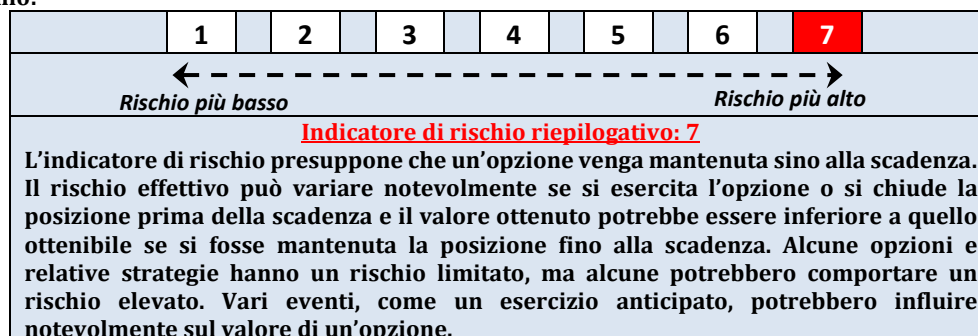 1 2 3 4 5 6 7
Rischio più basso Rischio più alto
Indicatore di rischio riepilogativo: 7
L’indicatore di rischio presuppone che un’opzione venga mantenuta sino alla scadenza.
Il rischio effettivo può variare notevolmente se si esercita l’opzione o si chiude la
posizione prima della scadenza e il valore ottenuto potrebbe essere inferiore a quello
ottenibile se si fosse mantenuta la posizione fino alla scadenza. Alcune opzioni e
relative strategie hanno un rischio limitato, ma alcune potrebbero comportare un
rischio elevato. Vari eventi, come un esercizio anticipato, potrebbero influire
notevolmente sul valore di un’opzione.